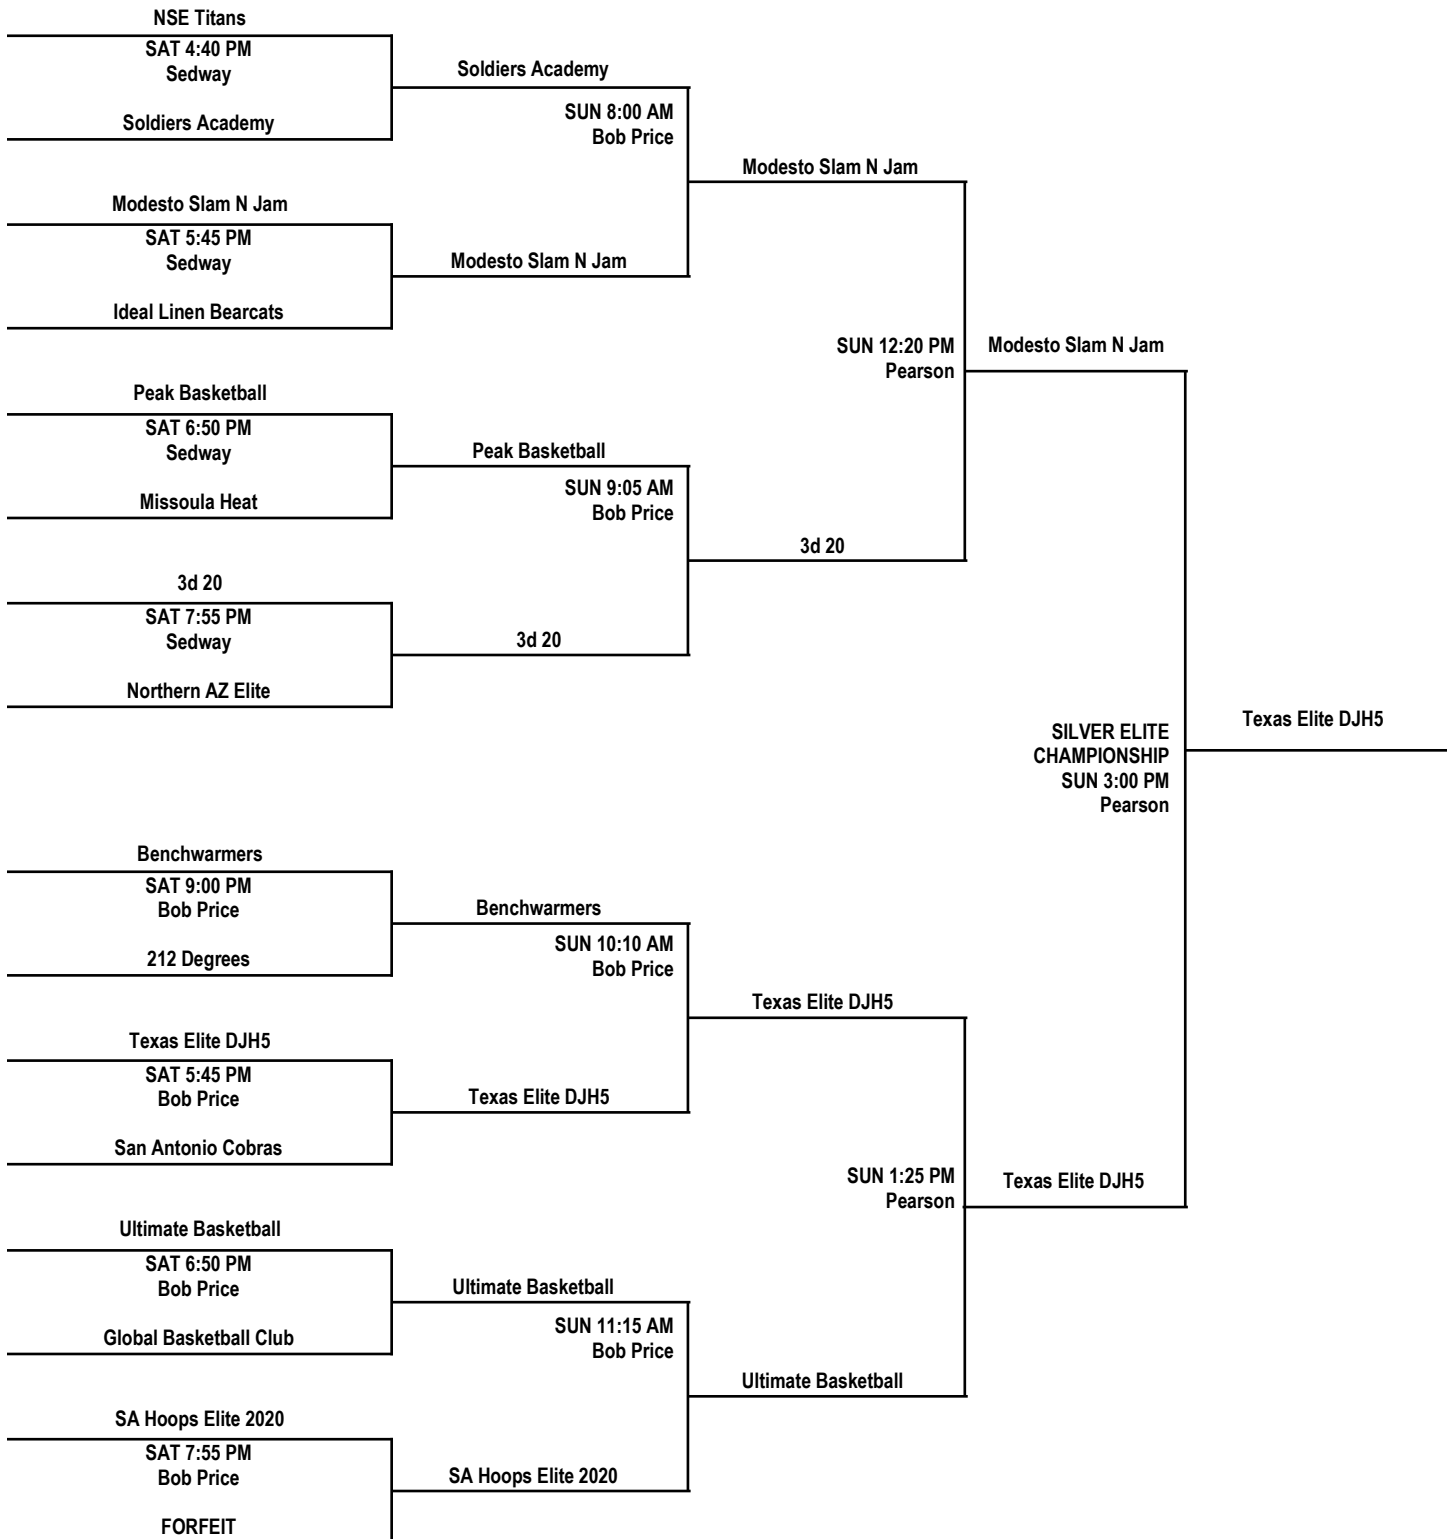 NSE Titans
SAT 4:40 PM
Sedway
Soldiers Academy
Soldiers Academy
SUN 8:00 AM
Bob Price
Modesto Slam N Jam
Modesto Slam N Jam
SAT 5:45 PM
Sedway
Modesto Slam N Jam
Ideal Linen Bearcats
SUN 12:20 PM
Pearson
Modesto Slam N Jam
Peak Basketball
SAT 6:50 PM
Sedway
Peak Basketball
Missoula Heat
SUN 9:05 AM
Bob Price
3d 20
3d 20
SAT 7:55 PM
Sedway
3d 20
Northern AZ Elite
SILVER ELITE
CHAMPIONSHIP
SUN 3:00 PM
Pearson
Texas Elite DJH5
Benchwarmers
SAT 9:00 PM
Bob Price
Benchwarmers
212 Degrees
SUN 10:10 AM
Bob Price
Texas Elite DJH5
Texas Elite DJH5
SAT 5:45 PM
Bob Price
Texas Elite DJH5
San Antonio Cobras
SUN 1:25 PM
Pearson
Texas Elite DJH5
Ultimate Basketball
SAT 6:50 PM
Bob Price
Ultimate Basketball
Global Basketball Club
SUN 11:15 AM
Bob Price
Ultimate Basketball
SA Hoops Elite 2020
SAT 7:55 PM
Bob Price
SA Hoops Elite 2020
FORFEIT